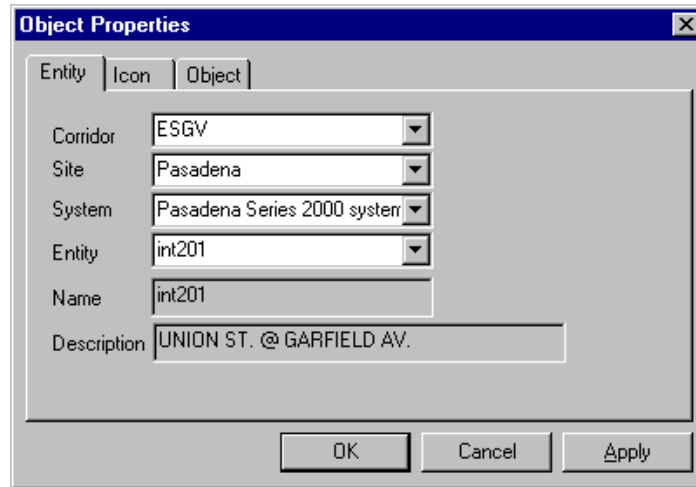 Object Properties
Entity Icon Object
Corridor ESGV
Site Pasadena
System Pasadena Series 2000 system
Entity int201
Name int201
Description UNION ST. @ GARFIELD AV.
OK Cancel Apply